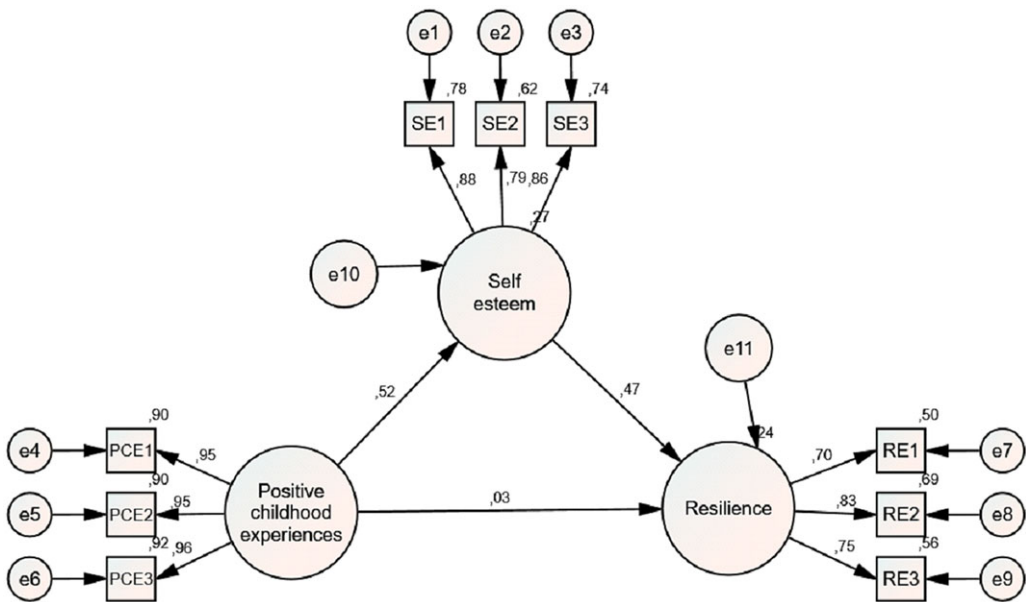 e1 e2 e3
,78 ,62 ,74
SE1 SE2 SE3
,88 ,79 ,86
,27
e10
Self
esteem
e11
,52 ,47
24
,90 ,50
e4 PCE1 RE1 e7
,95 ,70
,90 ,69
e5 PCE2 ,95 ,03 ,83 RE2 e8
Positive
childhood
experiences
Resilience
,92 ,96 ,75 ,56
e6 PCE3 RE3 e9